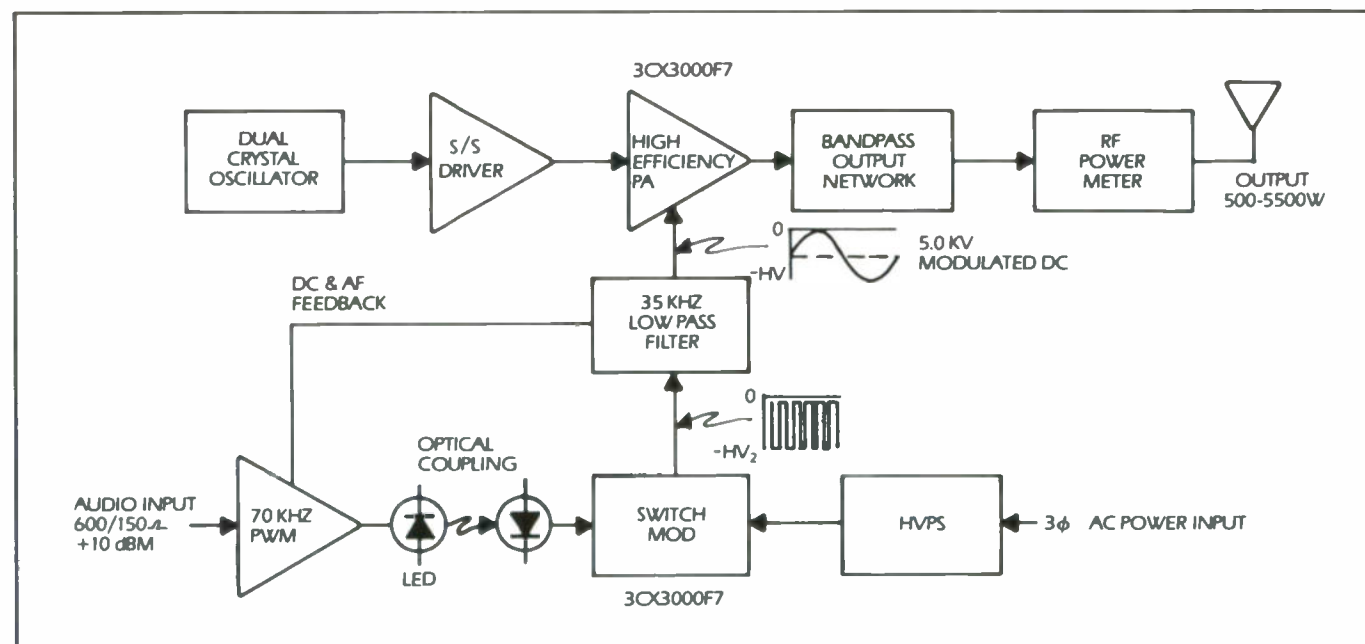 3CX3000F7
DUAL
CRYSTAL
OSCILLATOR
S/S
DRIVER
HIGH
EFFICIENCY
PA
BANDPASS
OUTPUT
NETWORK
RF
POWER
METER
OUTPUT
500-5500W
0
-HV
5.0 KV
MODULATED DC
DC & AF
FEEDBACK
35 KHZ
LOW PASS
FILTER
0
-HV₂
OPTICAL
COUPLING
AUDIO INPUT
600/150Ω
+10 dBM
70 KHZ
PWM
LED
SWITCH
MOD
3CX3000F7
HVPS
3ϕ AC POWER INPUT